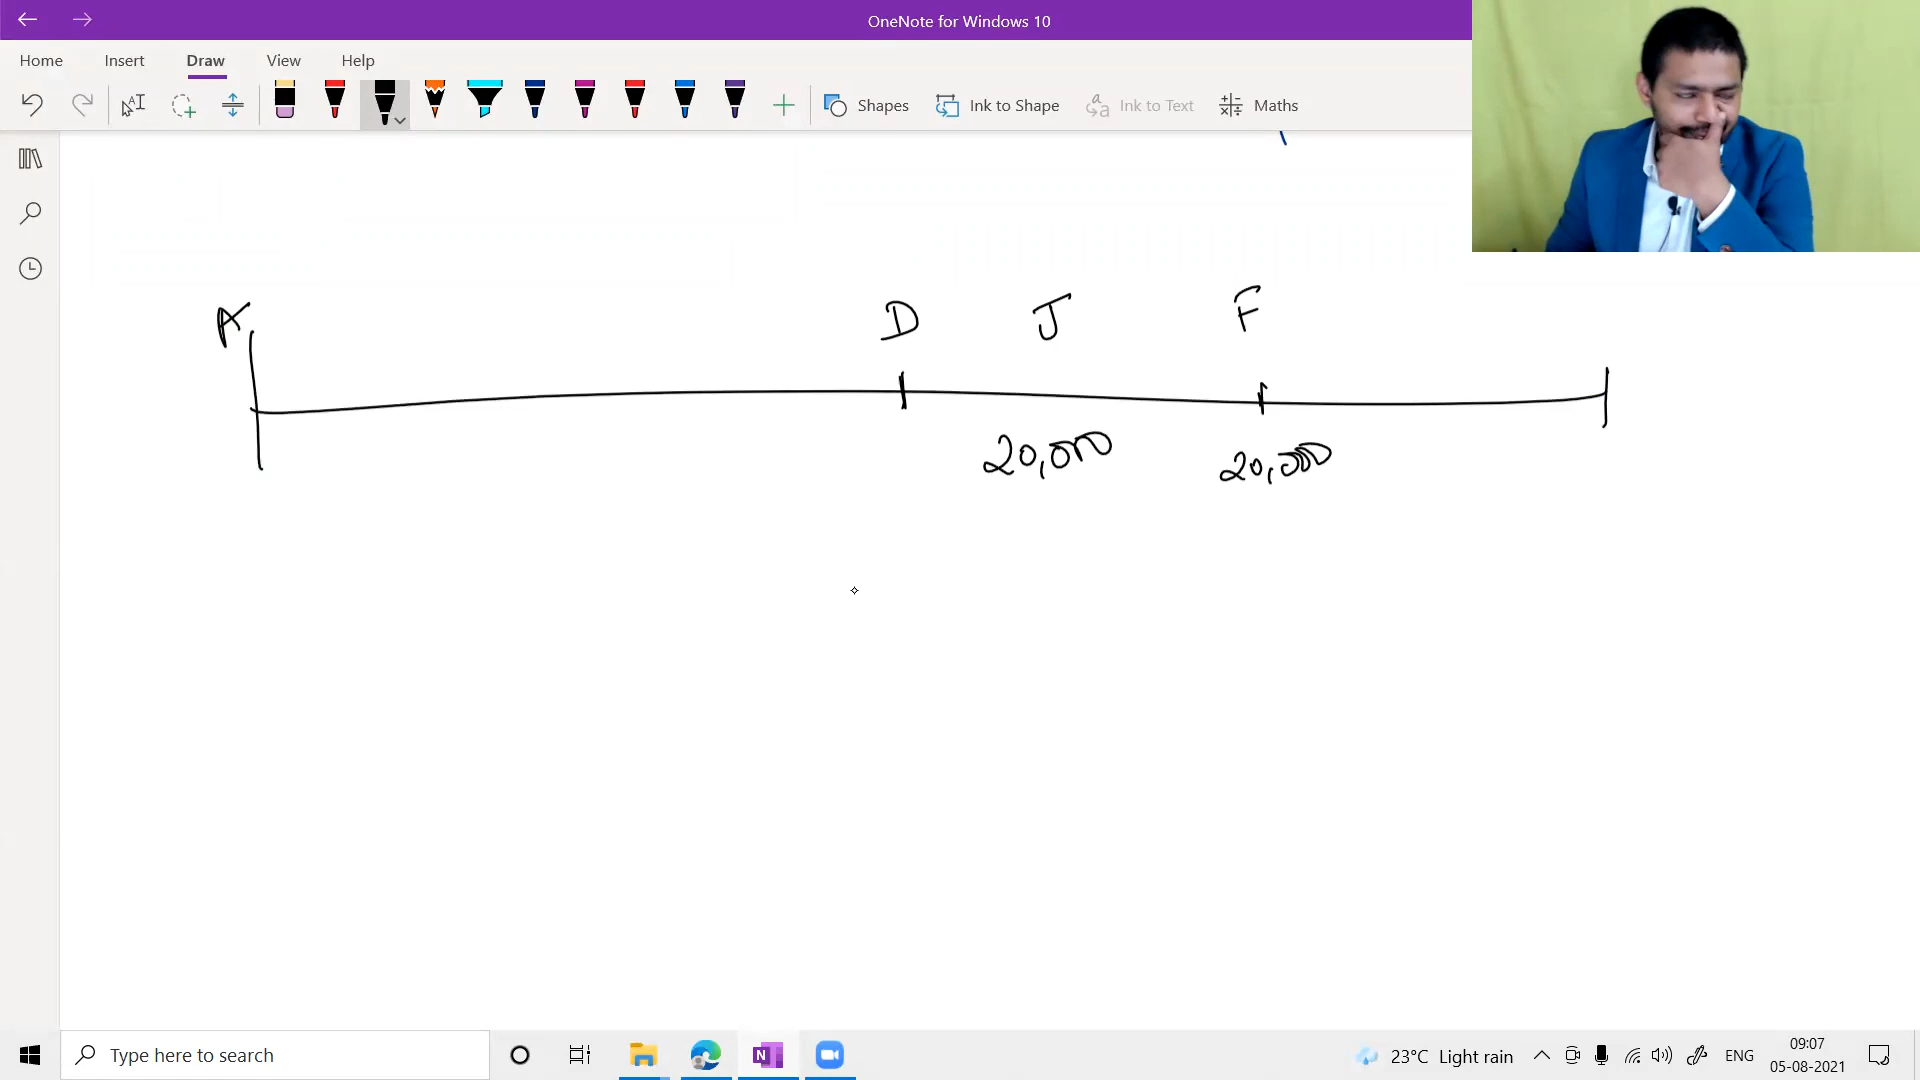 OneNote for Windows 10
Home Insert Draw View Help
Shapes Ink to Shape Ink to Text Maths
A D J F
20,000 20,000
Type here to search
23°C Light rain ENG 09:07
05-08-2021